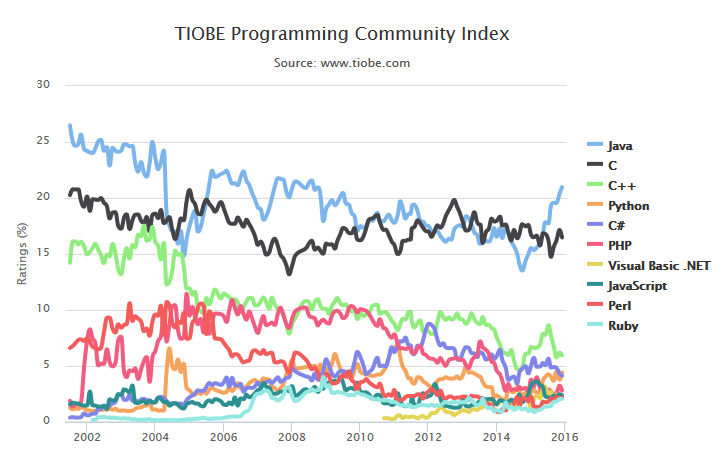 TIOBE Programming Community Index
Source: www.tiobe.com
Ratings (%)
30
25
20
15
10
5
0
2002 2004 2006 2008 2010 2012 2014 2016
Java
C
C++
Python
C#
PHP
Visual Basic .NET
JavaScript
Perl
Ruby